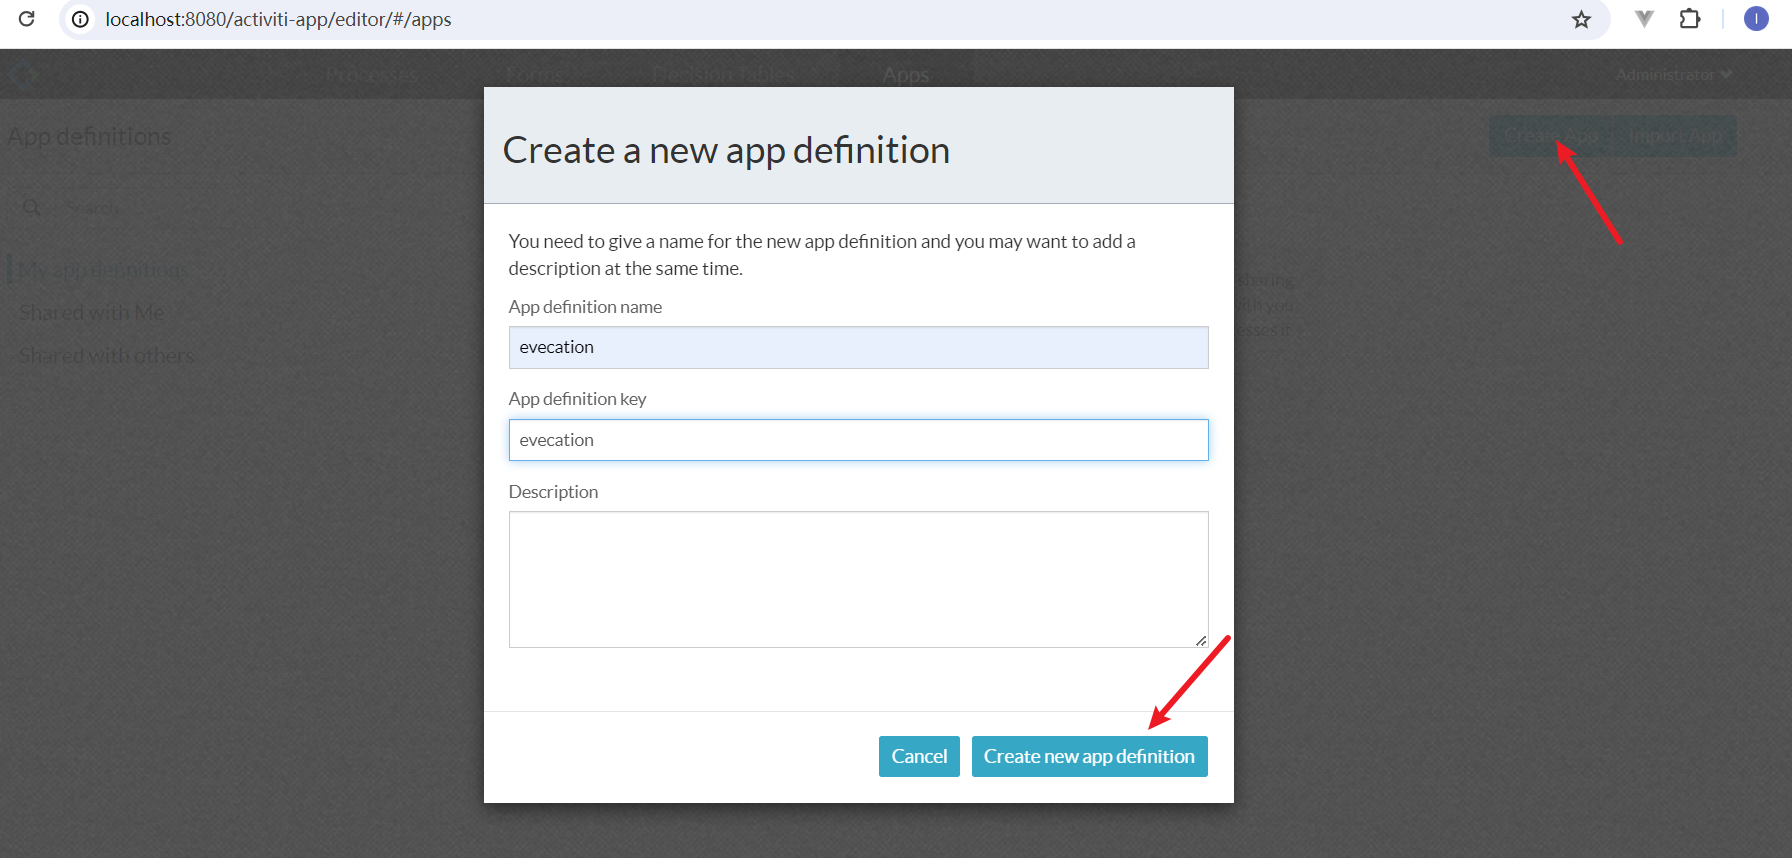 localhost:8080/activiti-app/editor/#/apps
I
Processes Forms Decision Tables Apps Administrator
App definitions
Create App Import App
Search
My app definitions
Shared with Me
Shared with others
sharing
with you
Create a new app definition
You need to give a name for the new app definition and you may want to add a
description at the same time.
App definition name
evecation
App definition key
evecation
Description
Cancel Create new app definition